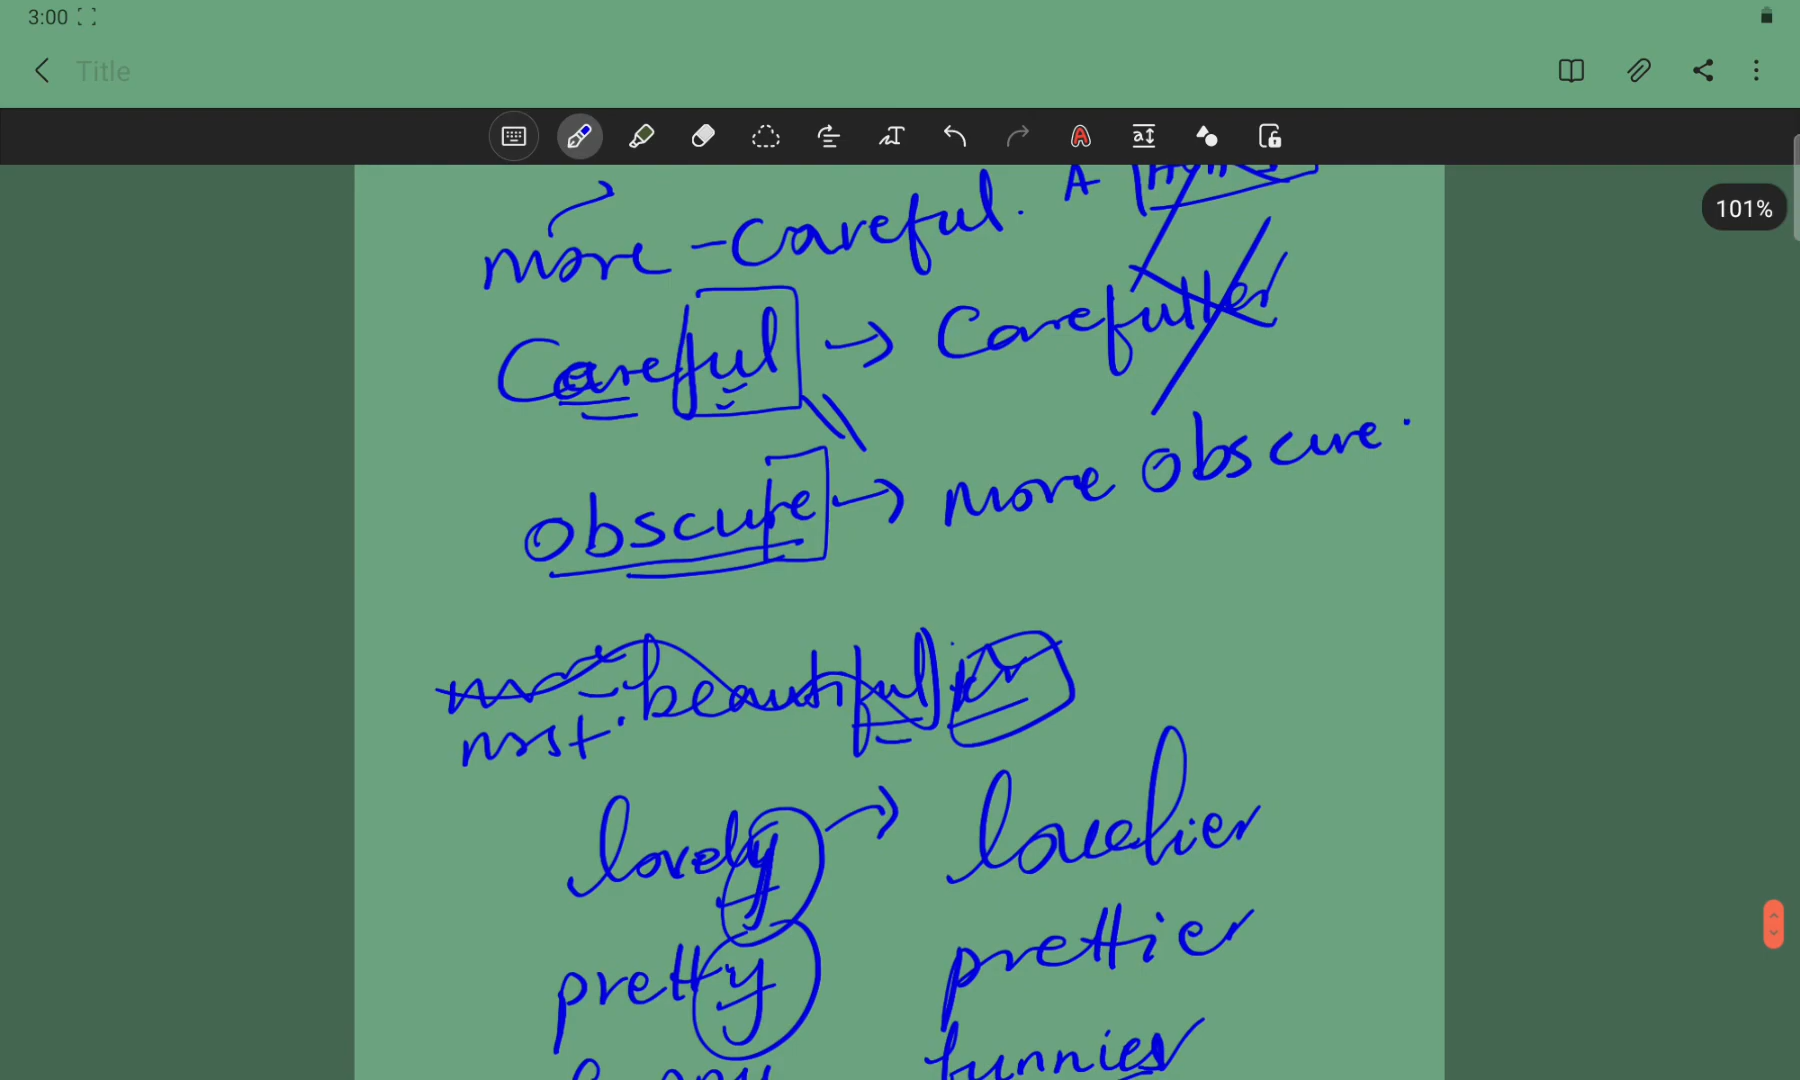 3:00
Title
101%
A
more - Careful.
Careful → Carefuller
Obscure → more Obscure.
beautiful
most.
lovely → lovelier
pretty prettier
funnier